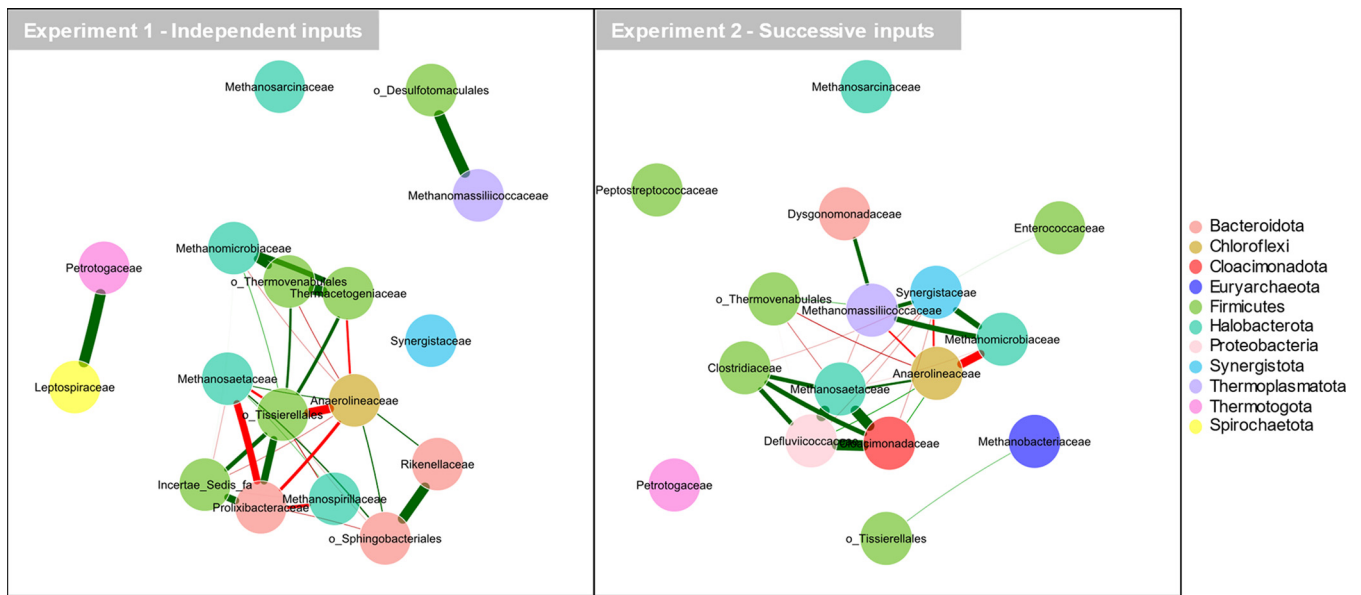 Experiment 1 - Independent inputs
Methanosarcinaceae
o_Desulfotomaculales
Methanomassiliicoccaceae
Methanomicrobiaceae
Petrotogaceae
o_Thermovenabulales
Thermacetogeniaceae
Synergistaceae
Leptospiraceae
Methanosaetaceae
Anaerolineaceae
o_Tissierellales
Rikenellaceae
Incertae_Sedis_fa
Methanospirillaceae
Prolixibacteraceae
o_Sphingobacteriales
Experiment 2 - Successive inputs
Methanosarcinaceae
Peptostreptococcaceae
Dysgonomonadaceae
Enterococcaceae
Synergistaceae
o_Thermovenabulales
Methanomassiliicoccaceae
Methanomicrobiaceae
Clostridiaceae
Anaerolineaceae
Methanosaetaceae
Defluviicoccaceae
Cloacimonadaceae
Methanobacteriaceae
Petrotogaceae
o_Tissierellales
Bacteroidota
Chloroflexi
Cloacimonadota
Euryarchaeota
Firmicutes
Halobacterota
Proteobacteria
Synergistota
Thermoplasmatota
Thermotogota
Spirochaetota